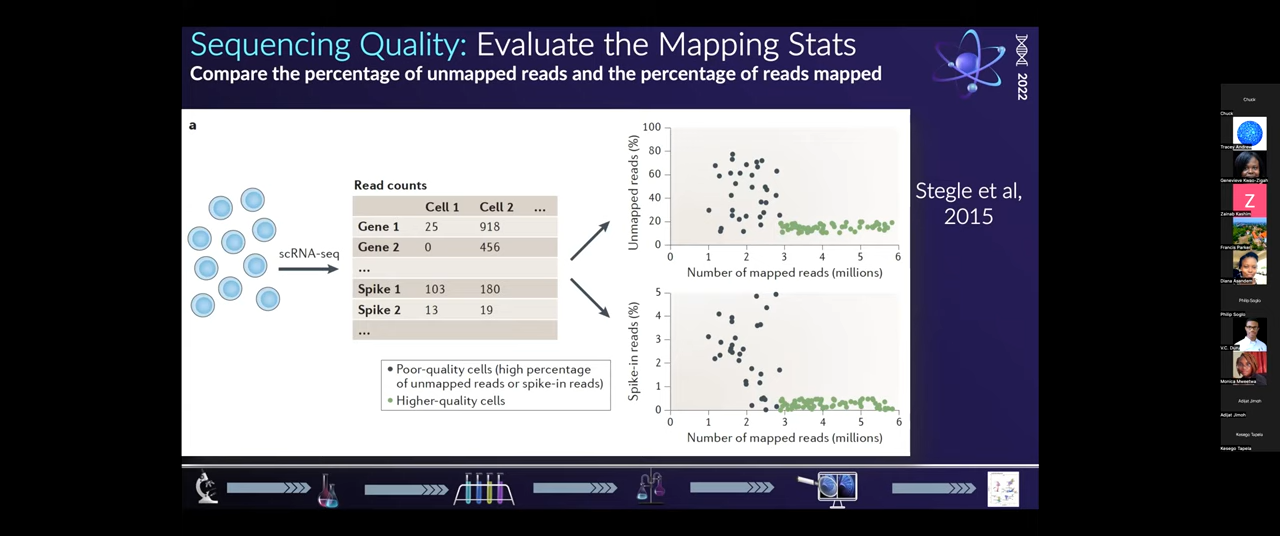 Sequencing Quality: Evaluate the Mapping Stats
Compare the percentage of unmapped reads and the percentage of reads mapped
2022
a
scRNA-seq
Read counts
Cell 1 Cell 2 ...
Gene 1 25 918
Gene 2 0 456
...
Spike 1 103 180
Spike 2 13 19
...
Poor-quality cells (high percentage
of unmapped reads or spike-in reads)
Higher-quality cells
Unmapped reads (%)
100
80
60
40
20
0
0 1 2 3 4 5 6
Number of mapped reads (millions)
Spike-in reads (%)
5
4
3
2
1
0
0 1 2 3 4 5 6
Number of mapped reads (millions)
Stegle et al,
2015
Chuck
Chuck
Tracey Andrew
Genevieve Kwao-Zigah
Z
Zainab Kashim
Francis Parker
Diana Asandem
Philip Soglo
Philip Soglo
V.C. Duru
Monica Mweetwa
Adijat Jimoh
Adijat Jimoh
Kesego Tapela
Kesego Tapela